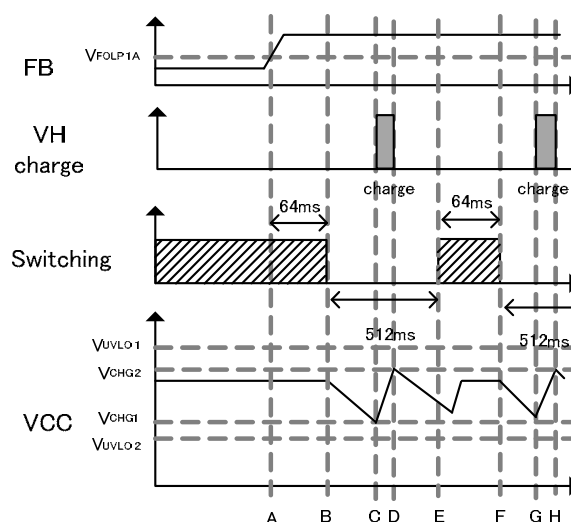 VFOLP1A
FB
VH
charge
charge charge
64ms 64ms
Switching
512ms 512ms
VUVLO1
VCHG2
VCHG1
VCC
VUVLO2
A B C D E F G H